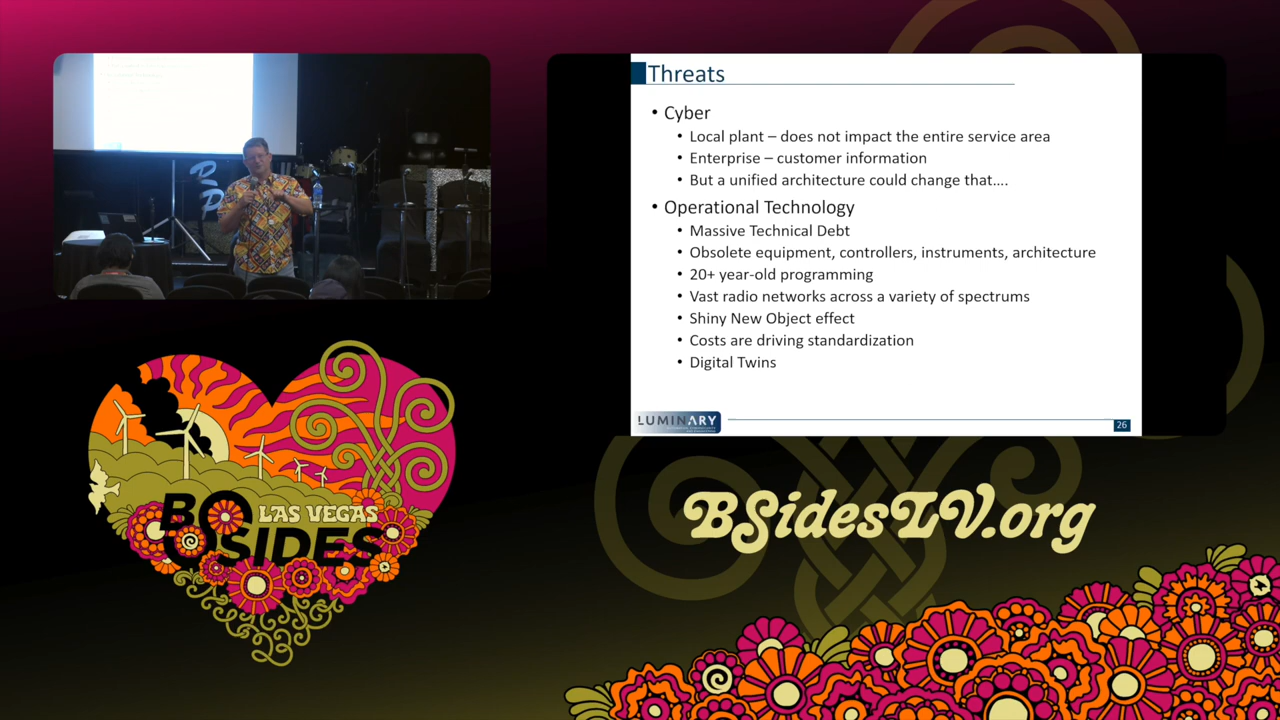 Threats
• Cyber
• Local plant – does not impact the entire service area
• Enterprise – customer information
• But a unified architecture could change that....
• Operational Technology
• Massive Technical Debt
• Obsolete equipment, controllers, instruments, architecture
• 20+ year-old programming
• Vast radio networks across a variety of spectrums
• Shiny New Object effect
• Costs are driving standardization
• Digital Twins
LUMINARY
26
LAS VEGAS
BSidesLV.org